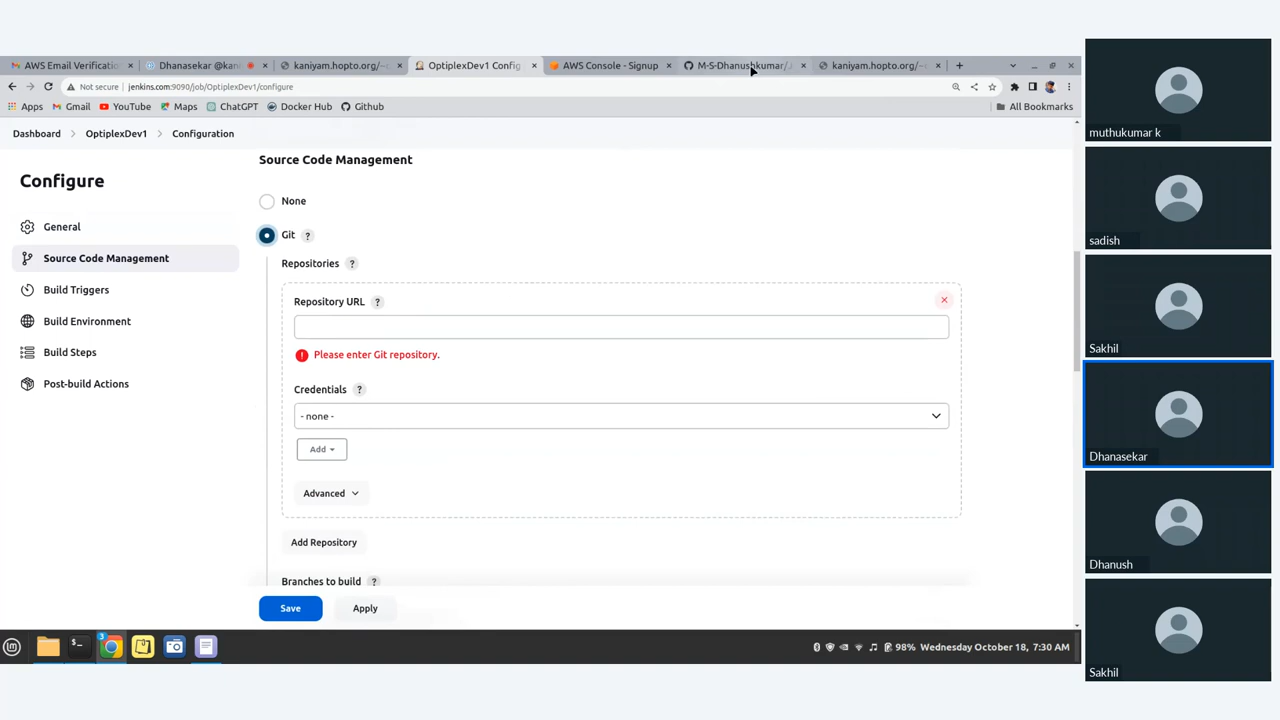 AWS Email Verificatio
Dhanasekar @kani
kaniyam.hopto.org/~
OptiplexDev1 Config
AWS Console - Signup
M-S-Dhanushkumar/
kaniyam.hopto.org/~
Not secure | jenkins.com:9090/job/OptiplexDev1/configure
Apps
Gmail
YouTube
Maps
ChatGPT
Docker Hub
Github
All Bookmarks
Dashboard > OptiplexDev1 > Configuration
Configure
General
Source Code Management
Build Triggers
Build Environment
Build Steps
Post-build Actions
Source Code Management
None
Git ?
Repositories ?
Repository URL ?
Please enter Git repository.
Credentials ?
- none -
Add
Advanced
Add Repository
Branches to build ?
Save
Apply
3
98% Wednesday October 18, 7:30 AM
muthukumar k
sadish
Sakhil
Dhanasekar
Dhanush
Sakhil